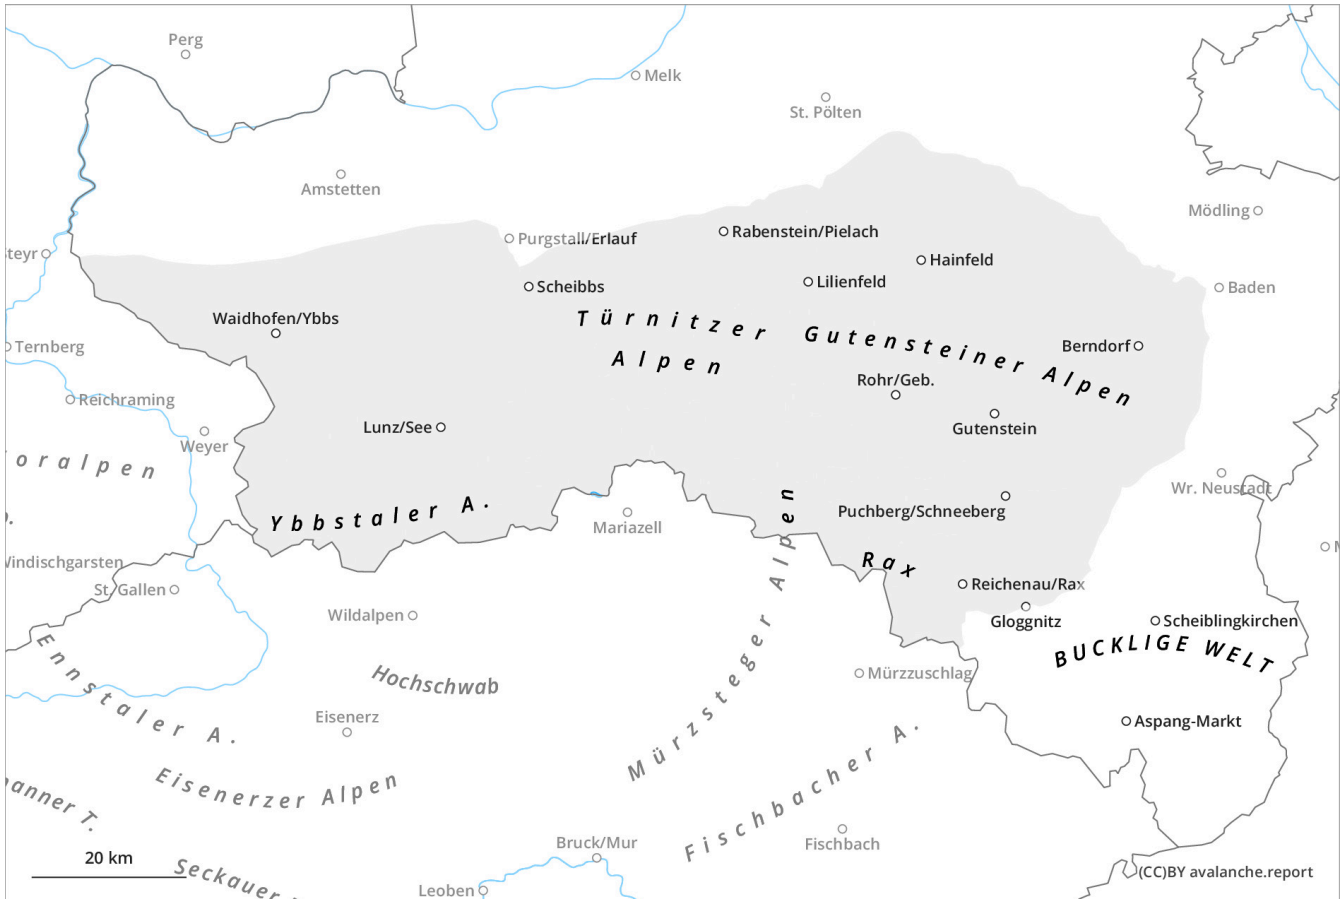 Perg
Melk
St. Pölten
Amstetten
Mödling
Purgstall/Erlauf
Rabenstein/Pielach
Steyr
Hainfeld
Lilienfeld
Scheibbs
Baden
Waidhofen/Ybbs
Türnitzer
Alpen
Gutensteiner Alpen
Ternberg
Berndorf
Rohr/Geb.
Reichraming
Lunz/See
Gutenstein
Weyer
oralpen
Wr. Neustadt
Ybbstaler A.
Mariazell
Puchberg/Schneeberg
Rax
Windischgarsten
St. Gallen
Reichenau/Rax
Wildalpen
Gloggnitz
Scheiblingkirchen
BUCKLIGE WELT
Ennstaler A.
Hochschwab
Mürzsteger Alpen
Mürzzuschlag
Eisenerz
Aspang-Markt
Eisenerzer Alpen
Fischbacher A.
anner T.
Bruck/Mur
Fischbach
20 km
Seckauer
Leoben
(CC)BY avalanche.report